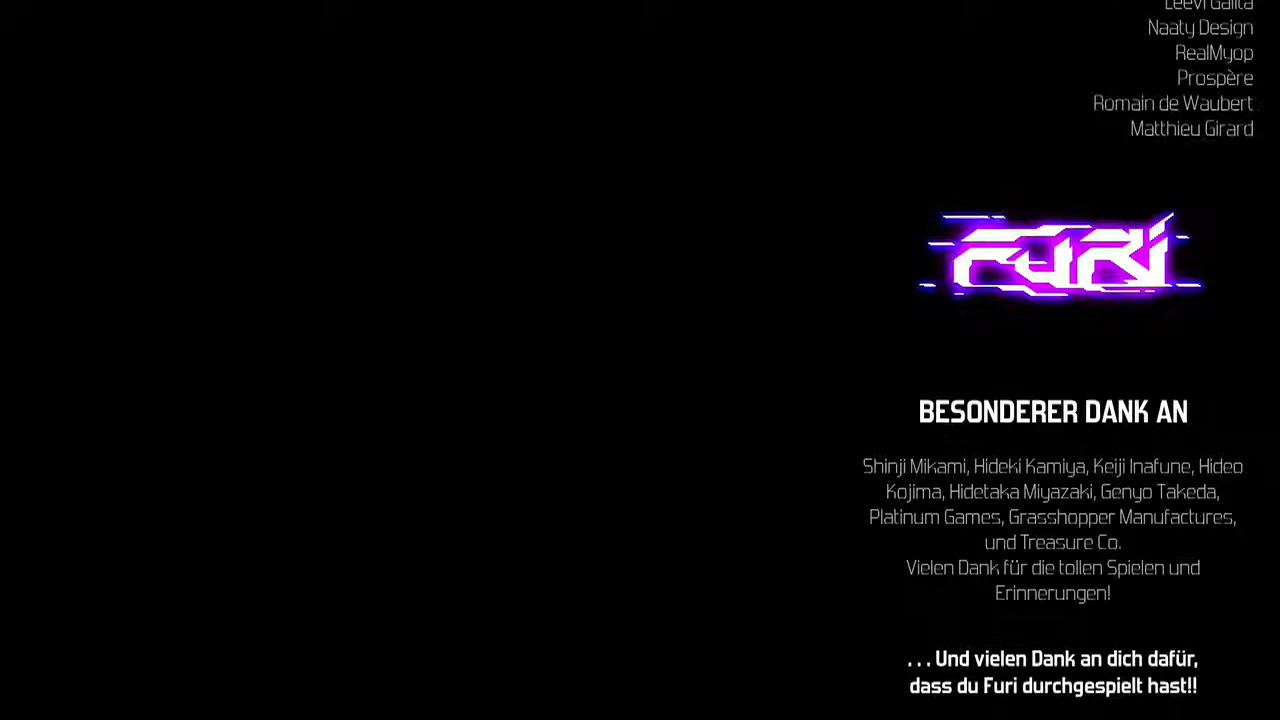 Naaty Design
RealMyop
Prospère
Romain de Waubert
Matthieu Girard
FURi
BESONDERER DANK AN
Shinji Mikami, Hideki Kamiya, Keiji Inafune, Hideo
Kojima, Hidetaka Miyazaki, Genyo Takeda,
Platinum Games, Grasshopper Manufactures,
und Treasure Co.
Vielen Dank für die tollen Spielen und
Erinnerungen!
. . . Und vielen Dank an dich dafür,
dass du Furi durchgespielt hast!!